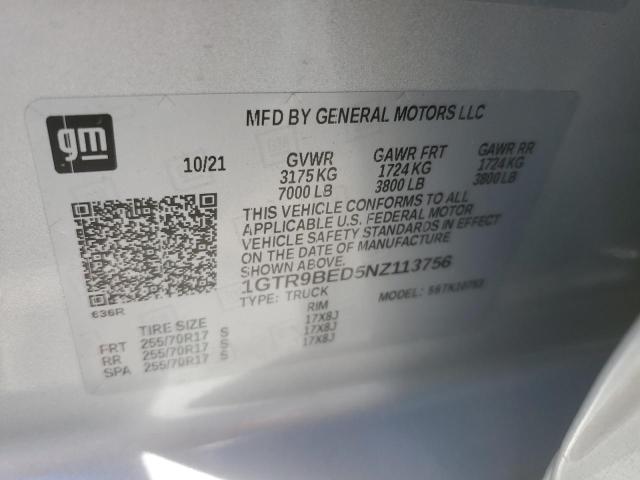 gm
MFD BY GENERAL MOTORS LLC
10/21 GVWR GAWR FRT GAWR RR
3175 KG 1724 KG 1724 KG
7000 LB 3800 LB 3800 LB
THIS VEHICLE CONFORMS TO ALL
APPLICABLE U.S. FEDERAL MOTOR
VEHICLE SAFETY STANDARDS IN EFFECT
ON THE DATE OF MANUFACTURE
SHOWN ABOVE.
1GTR9BED5NZ113756
TYPE: TRUCK MODEL:
636R
TIRE SIZE RIM
FRT 255/70R17 S 17X8J
RR 255/70R17 S 17X8J
SPA 255/70R17 S 17X8J